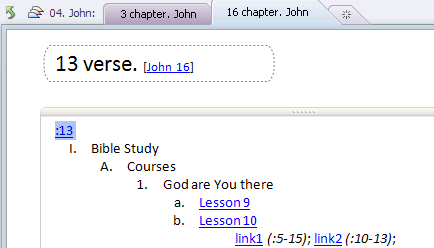 04. John: 3 chapter. John 16 chapter. John
13 verse. [John 16]
:13
I. Bible Study
A. Courses
1. God are You there
a. Lesson 9
b. Lesson 10
link1 (:5-15); link2 (:10-13);